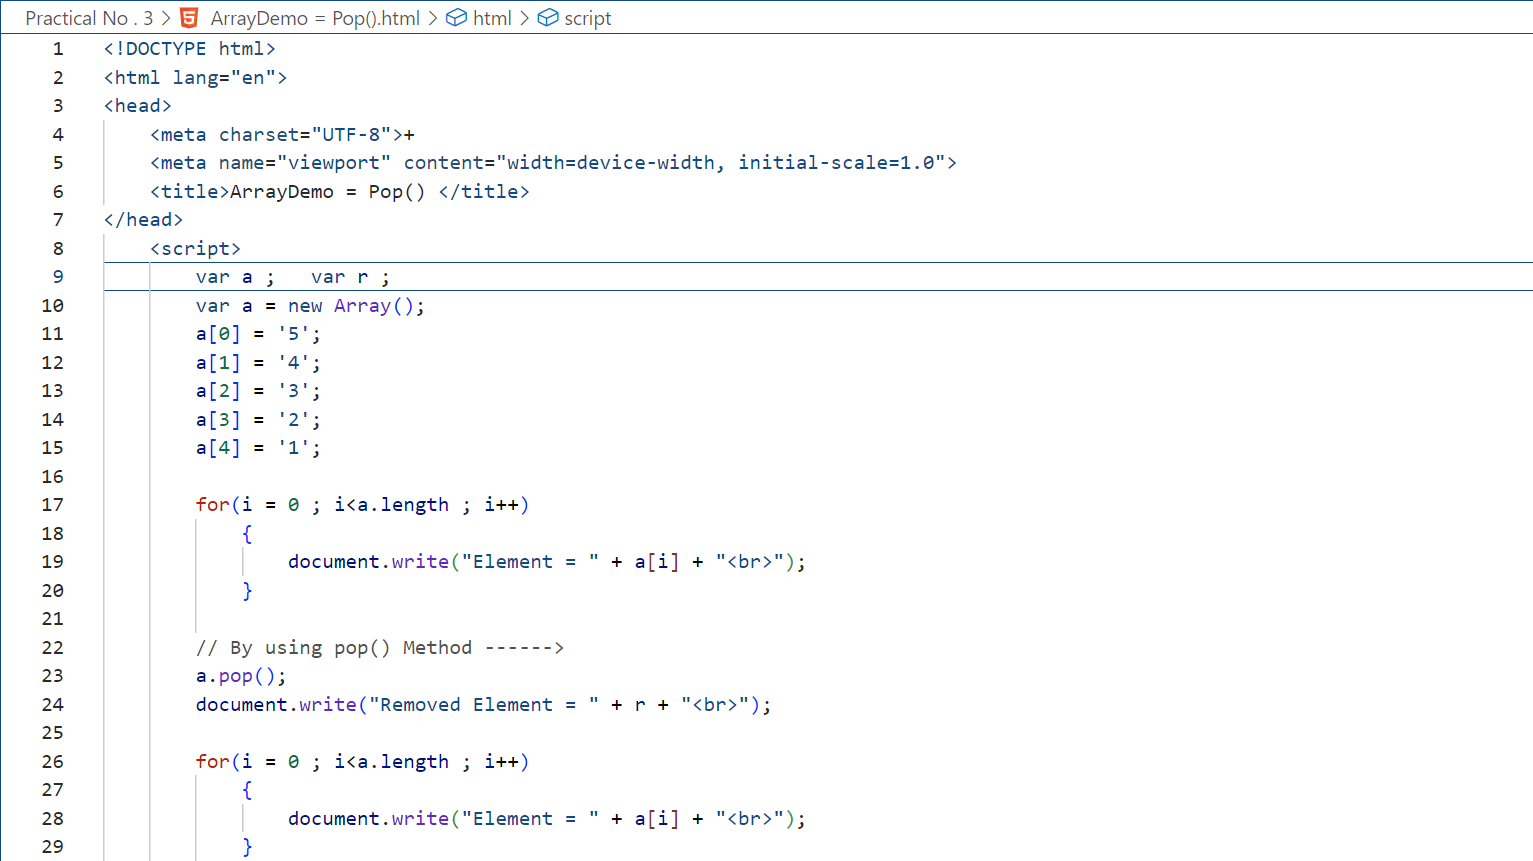 Practical No . 3 > ArrayDemo = Pop().html > html > script
1 <!DOCTYPE html>
2 <html lang="en">
3 <head>
4 <meta charset="UTF-8">+
5 <meta name="viewport" content="width=device-width, initial-scale=1.0">
6 <title>ArrayDemo = Pop() </title>
7 </head>
8 <script>
9 var a ;   var r ;
10 var a = new Array();
11 a[0] = '5';
12 a[1] = '4';
13 a[2] = '3';
14 a[3] = '2';
15 a[4] = '1';
16
17 for(i = 0 ; i<a.length ; i++)
18 {
19 document.write("Element = " + a[i] + "<br>");
20 }
21
22 // By using pop() Method ------>
23 a.pop();
24 document.write("Removed Element = " + r + "<br>");
25
26 for(i = 0 ; i<a.length ; i++)
27 {
28 document.write("Element = " + a[i] + "<br>");
29 }